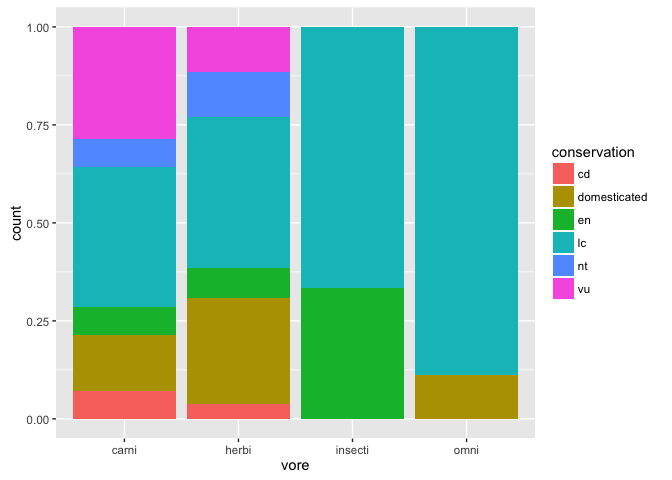 1.00
0.75
0.50
0.25
0.00
count
carni herbi insecti omni
vore
conservation
cd
domesticated
en
lc
nt
vu